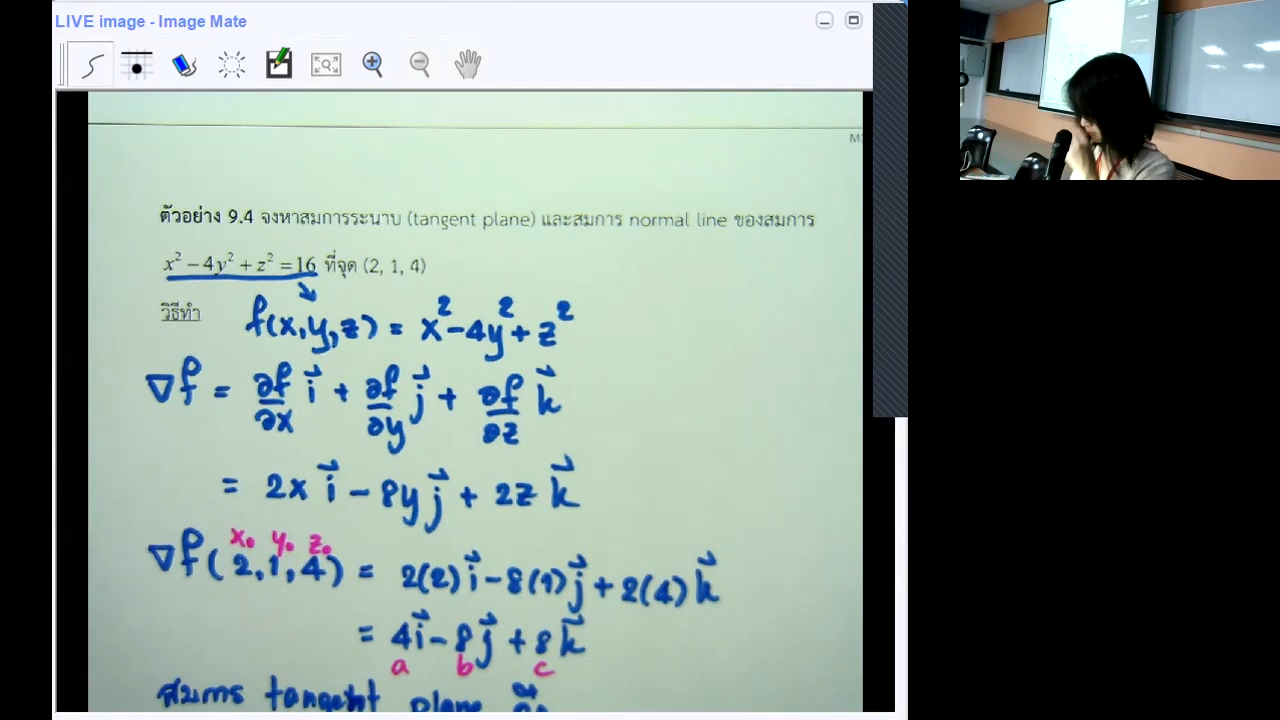 LIVE image - Image Mate
ตัวอย่าง 9.4 จงหาสมการระนาบ (tangent plane) และสมการ normal line ของสมการ
x² − 4y² + z² = 16 ที่จุด (2, 1, 4)
วิธีทำ
f(x,y,z) = x² − 4y² + z²
∇f = ∂f/∂x i⃗ + ∂f/∂y j⃗ + ∂f/∂z k⃗
= 2x i⃗ − 8y j⃗ + 2z k⃗
x₀ y₀ z₀
∇f(2,1,4) = 2(2)i⃗ − 8(1)j⃗ + 2(4)k⃗
= 4i⃗ − 8j⃗ + 8k⃗
a b c
สมการ tangent plane